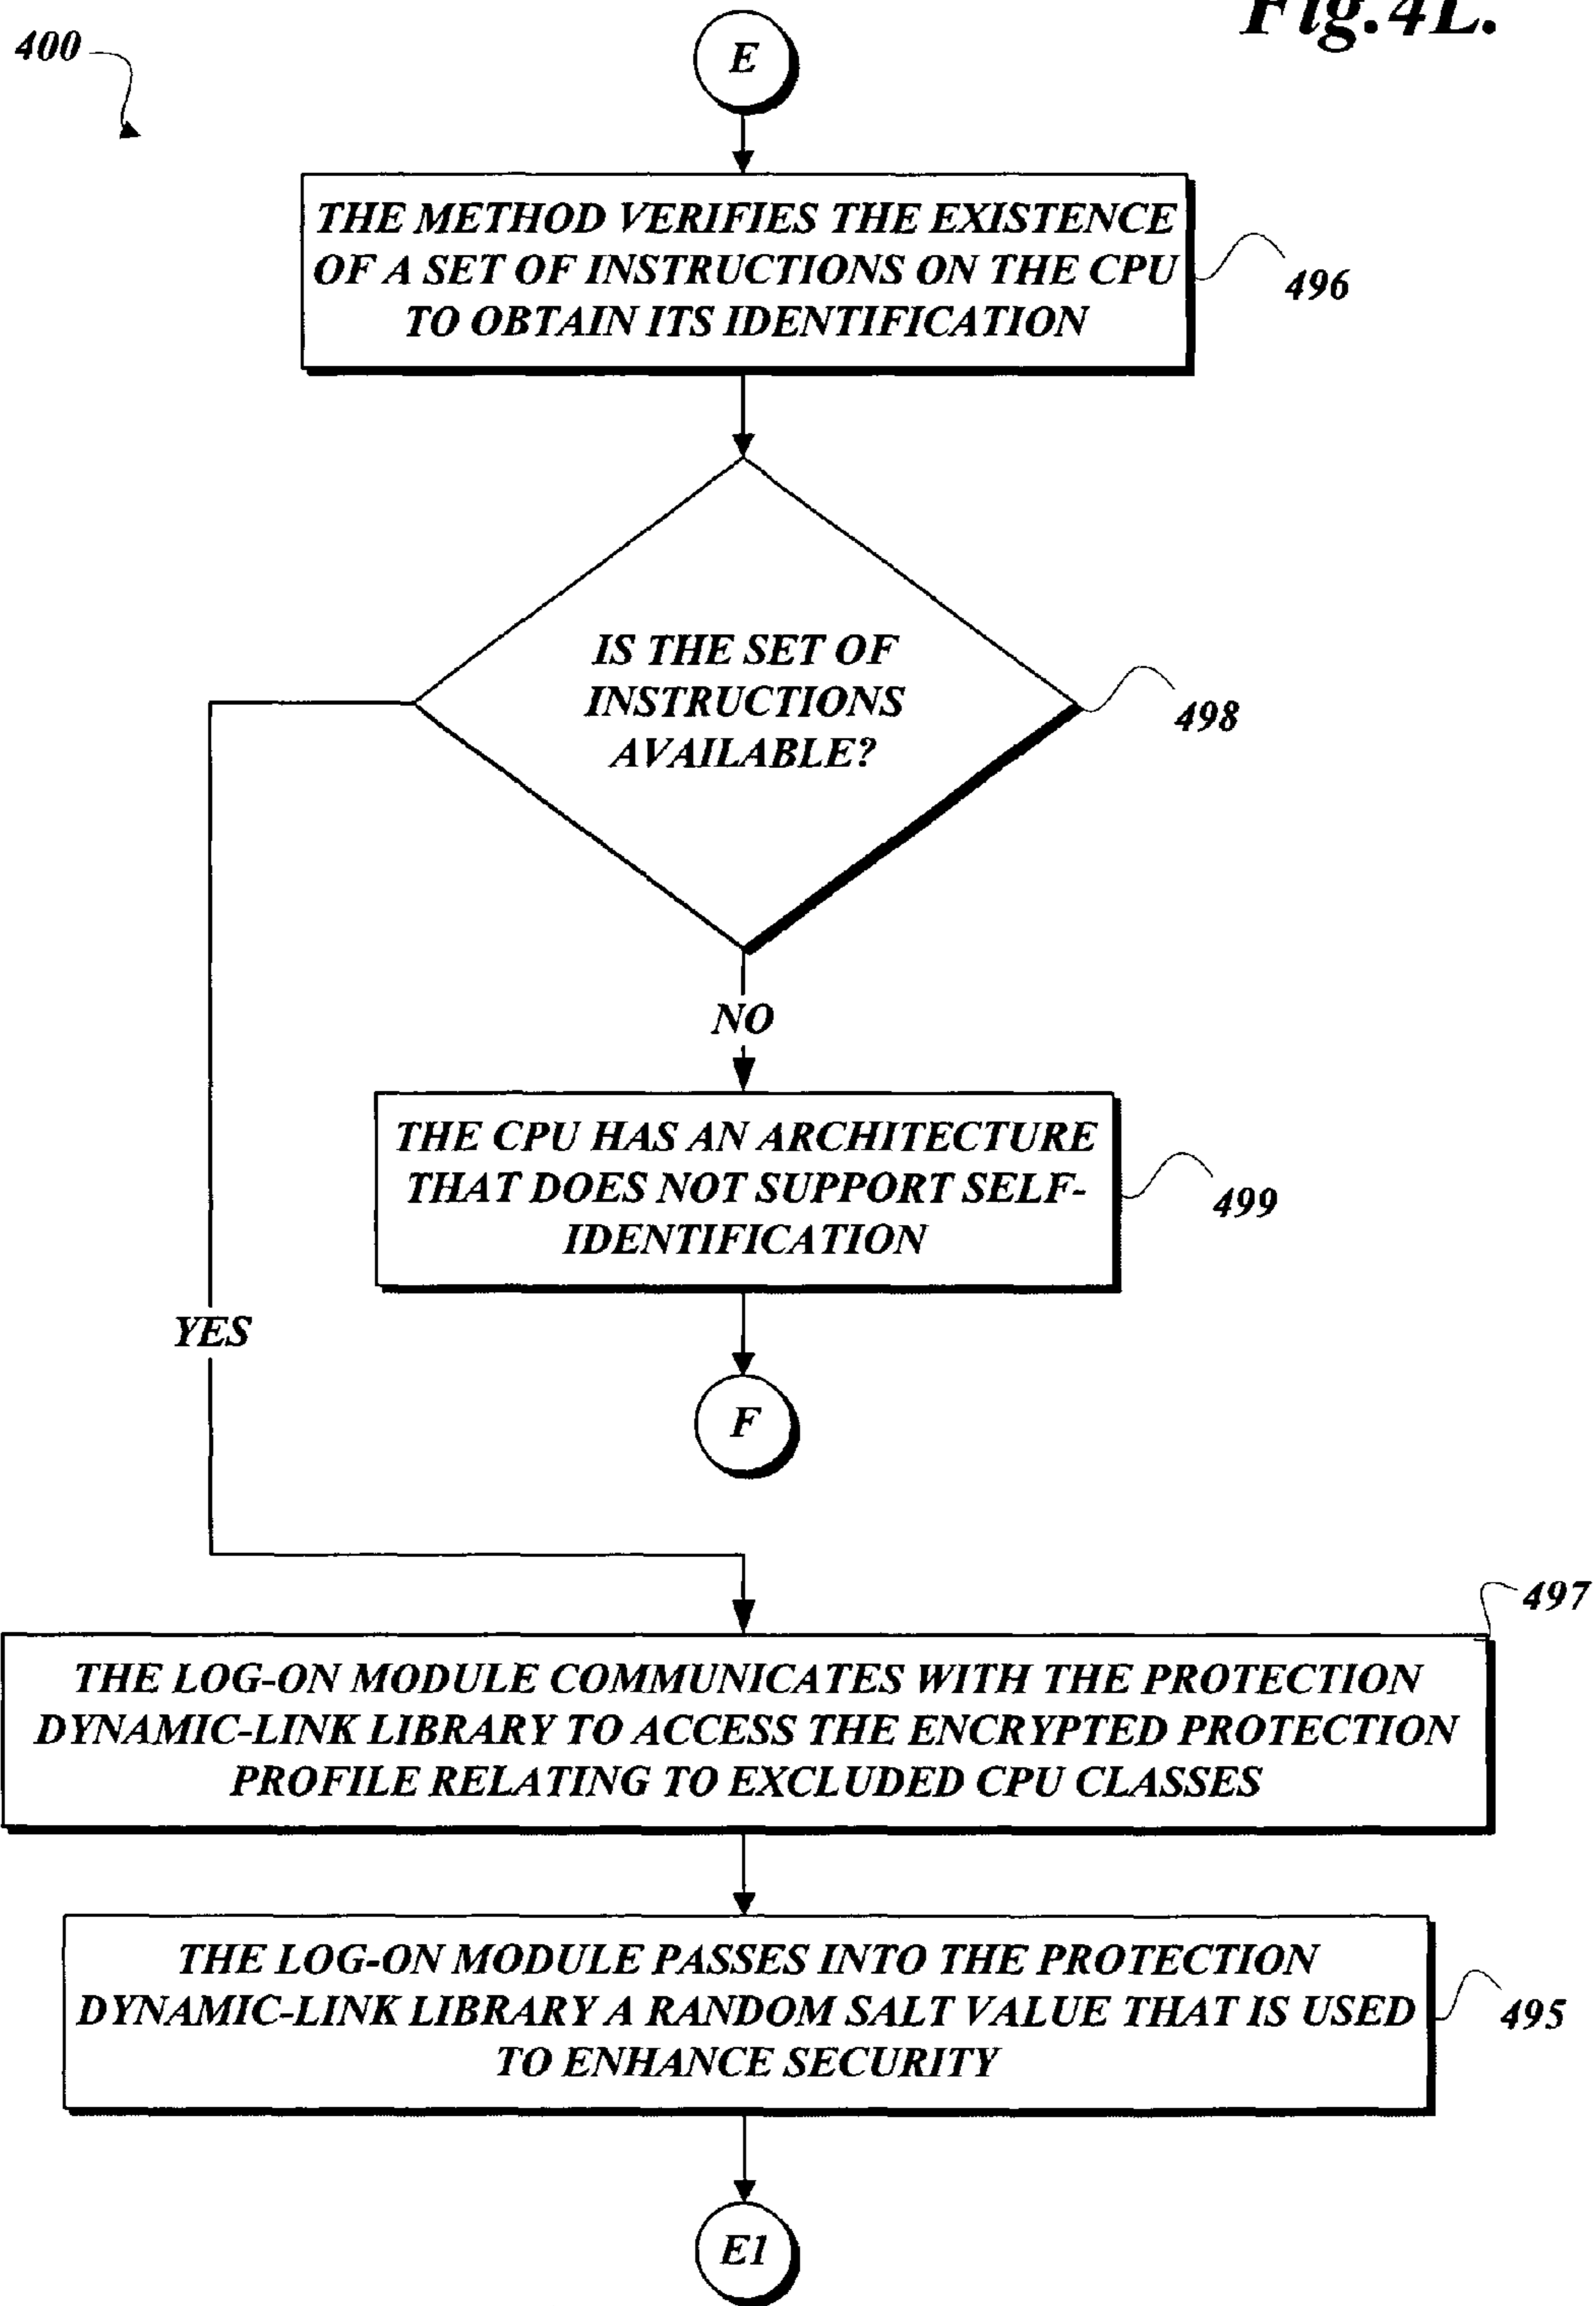 Fig.4L.
400
E
THE METHOD VERIFIES THE EXISTENCE
OF A SET OF INSTRUCTIONS ON THE CPU
TO OBTAIN ITS IDENTIFICATION
496
IS THE SET OF
INSTRUCTIONS
AVAILABLE?
498
NO
THE CPU HAS AN ARCHITECTURE
THAT DOES NOT SUPPORT SELF-
IDENTIFICATION
499
YES
F
497
THE LOG-ON MODULE COMMUNICATES WITH THE PROTECTION
DYNAMIC-LINK LIBRARY TO ACCESS THE ENCRYPTED PROTECTION
PROFILE RELATING TO EXCLUDED CPU CLASSES
THE LOG-ON MODULE PASSES INTO THE PROTECTION
DYNAMIC-LINK LIBRARY A RANDOM SALT VALUE THAT IS USED
TO ENHANCE SECURITY
495
E1